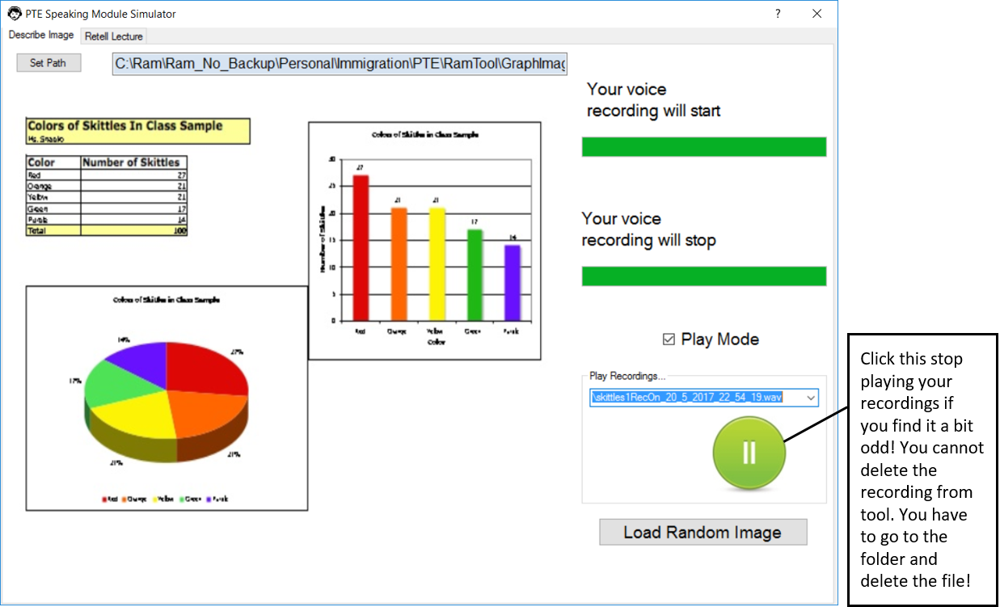 PTE Speaking Module Simulator
?
Describe Image
Retell Lecture
Set Path
C:\Ram\Ram_No_Backup\Personal\Immigration\PTE\RamTool\GraphImag
Your voice
recording will start
Colors of Skittles In Class Sample
Color Number of Skittles
Red 27
Orange 21
Yellow 21
Green 17
Purple 14
Total 100
Colors of Skittles in Class Sample
Number of Skittles
30
25
20
15
10
5
0
27
21
21
17
14
Red Orange Yellow Green Purple
Color
Your voice
recording will stop
Colors of Skittles in Class Sample
14%
27%
17%
21%
21%
Red Orange Yellow Green Purple
Play Mode
Play Recordings...
\skittles1RecOn_20_5_2017_22_54_19.wav
Load Random Image
Click this stop
playing your
recordings if
you find it a bit
odd! You cannot
delete the
recording from
tool. You have
to go to the
folder and
delete the file!